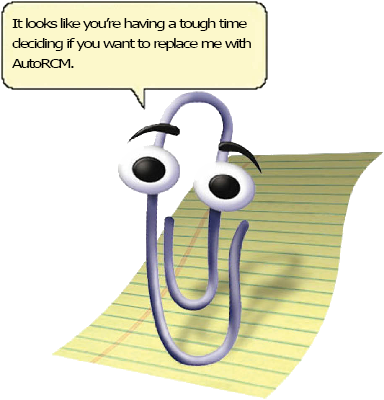 It looks like you're having a tough time
deciding if you want to replace me with
AutoRCM.